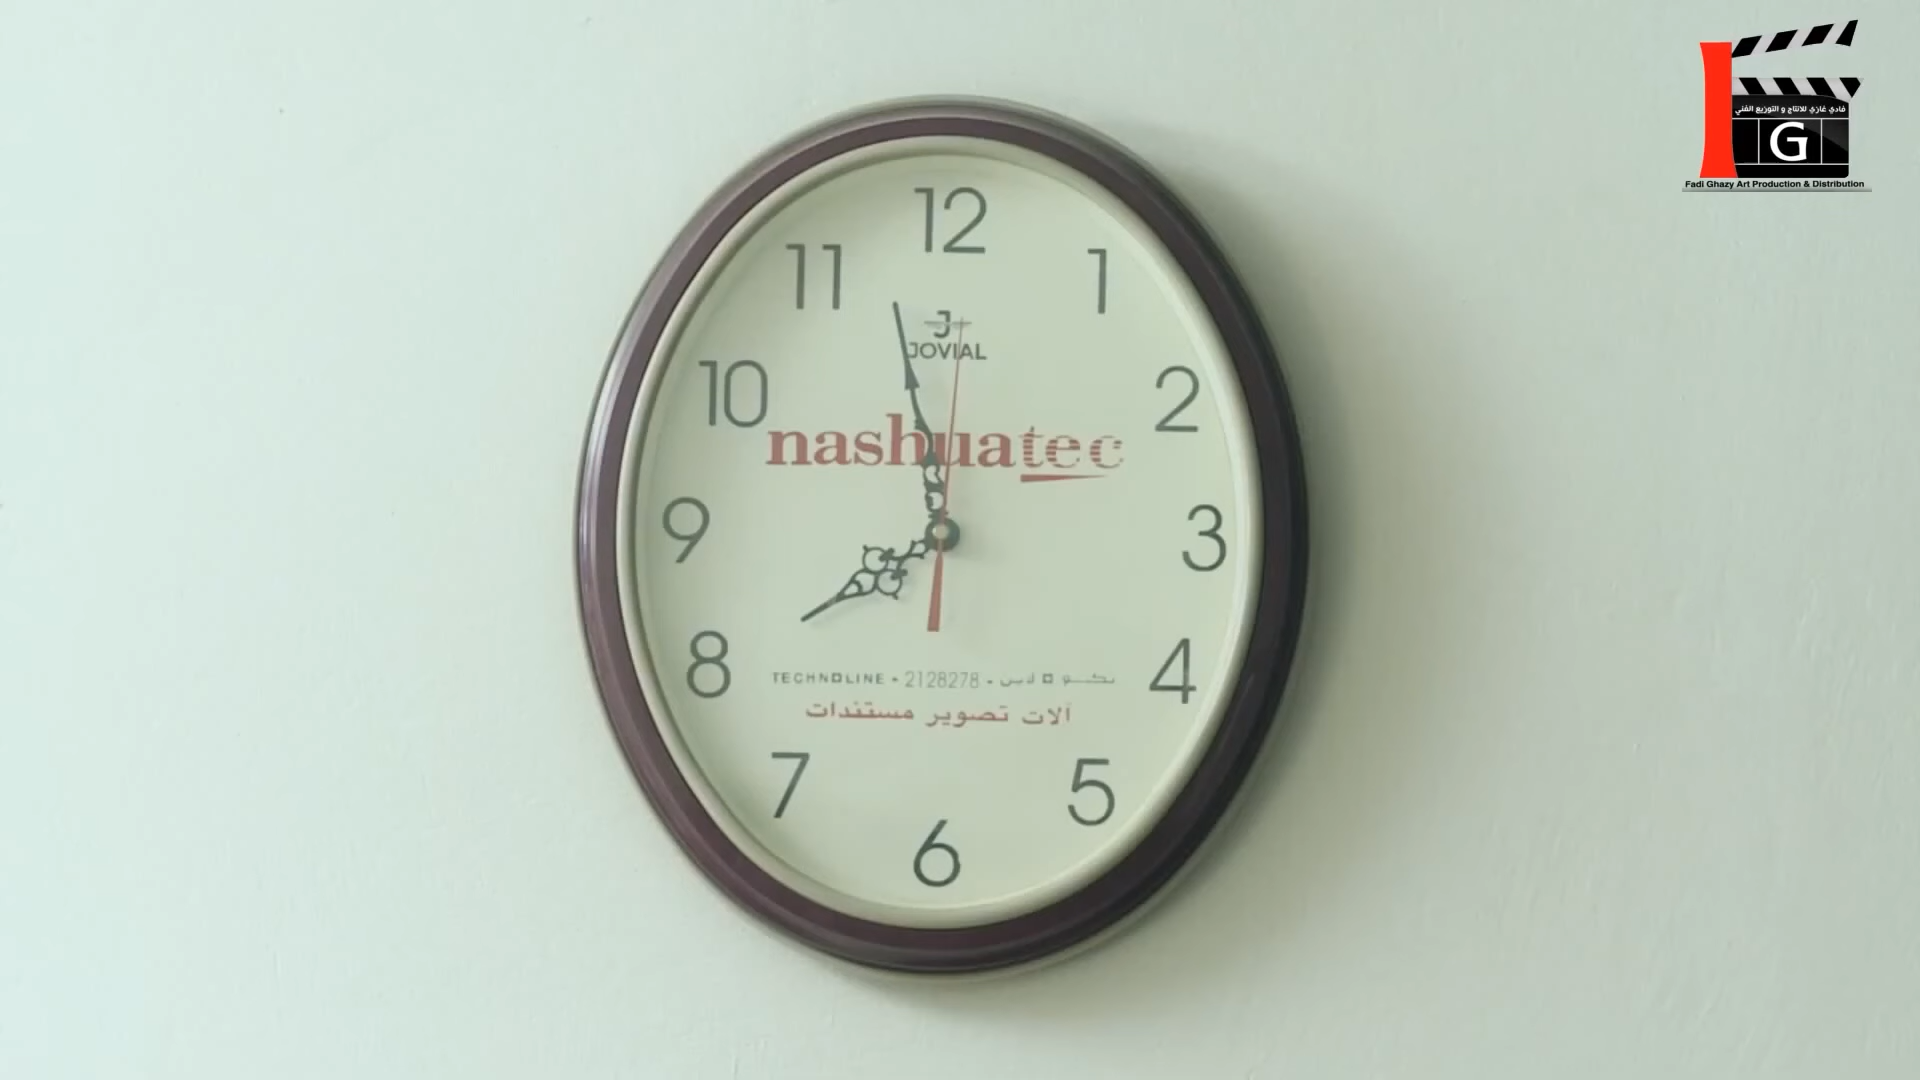 فادي غازي للانتاج و التوزيع الفني
G
Fadi Ghazy Art Production & Distribution
12
11
1
JOVIAL
10
2
nashuatec
9
3
8
4
TECHNOLINE - 2128278 - تكنو لاين
آلات تصوير مستندات
7
5
6